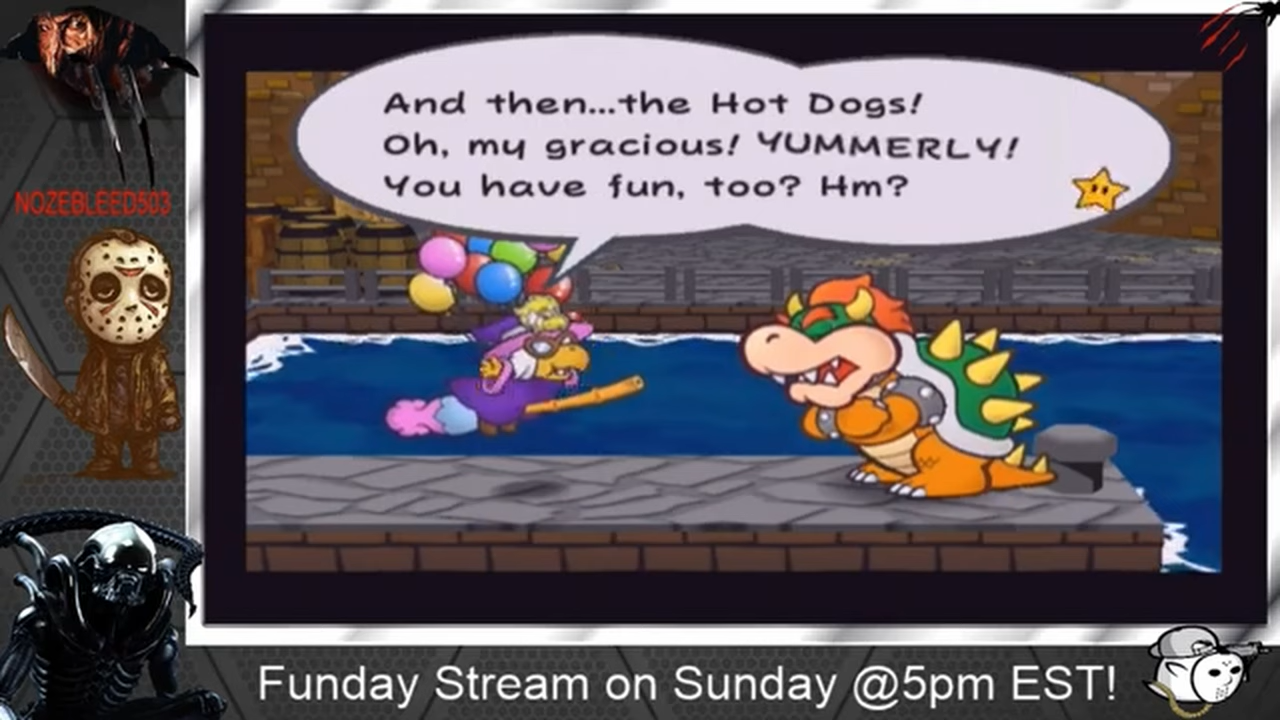 And then...the Hot Dogs!
Oh, my gracious! YUMMERLY!
You have fun, too? Hm?
NOZEBLEED503
Funday Stream on Sunday @5pm EST!